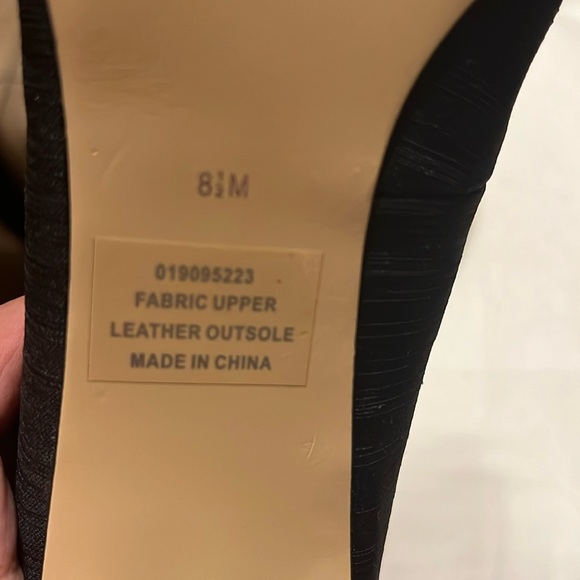 8½M
019095223
FABRIC UPPER
LEATHER OUTSOLE
MADE IN CHINA